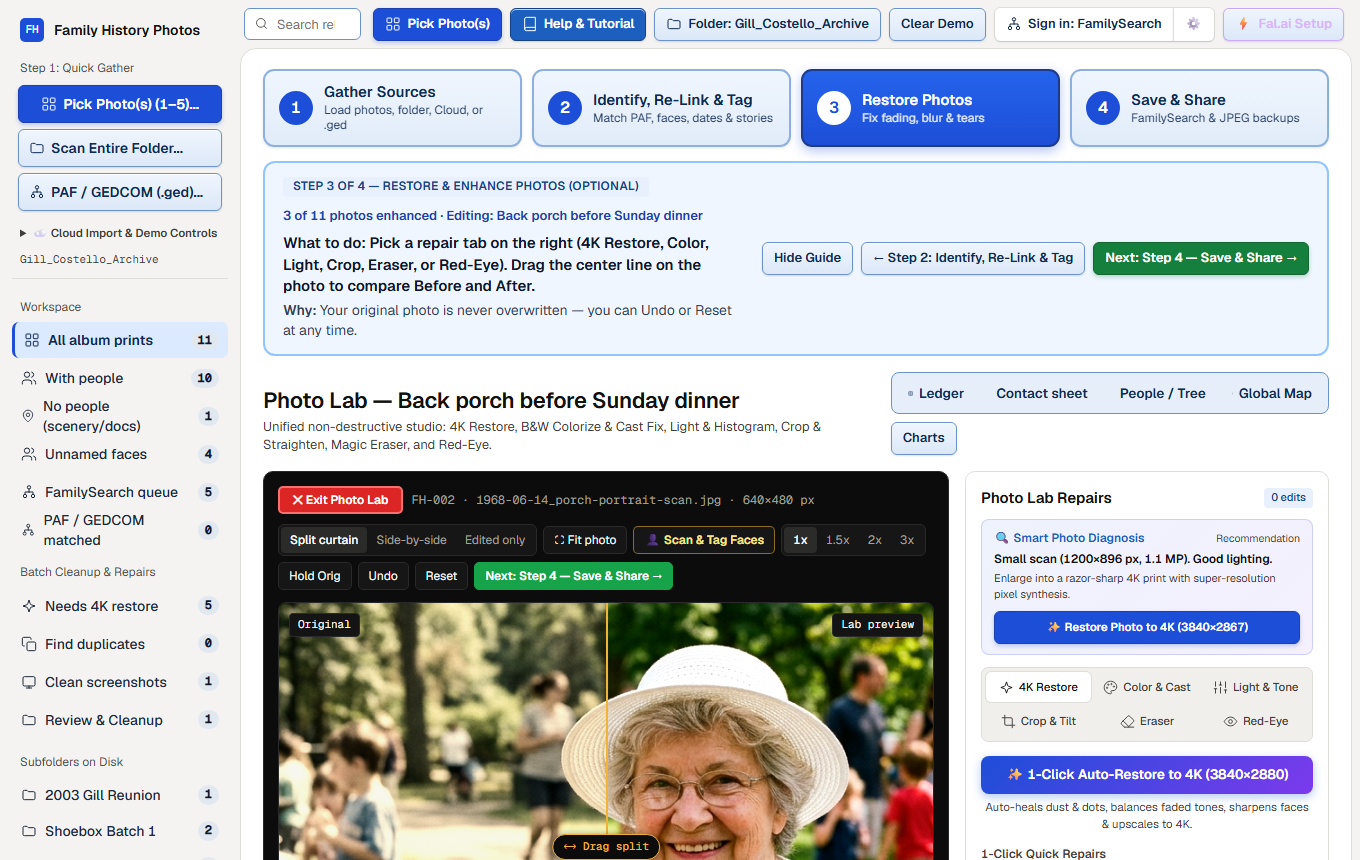 FH Family History Photos
Search re
Pick Photo(s)
Help & Tutorial
Folder: Gill_Costello_Archive
Clear Demo
Sign in: FamilySearch
Fal.ai Setup
Step 1: Quick Gather
Pick Photo(s) (1–5)...
Scan Entire Folder...
PAF / GEDCOM (.ged)...
Cloud Import & Demo Controls
Gill_Costello_Archive
Workspace
All album prints 11
With people 10
No people
(scenery/docs) 1
Unnamed faces 4
FamilySearch queue 5
PAF / GEDCOM
matched 0
Batch Cleanup & Repairs
Needs 4K restore 5
Find duplicates 0
Clean screenshots 1
Review & Cleanup 1
Subfolders on Disk
2003 Gill Reunion 1
Shoebox Batch 1 2
1 Gather Sources
Load photos, folder, Cloud, or
.ged
2 Identify, Re-Link & Tag
Match PAF, faces, dates & stories
3 Restore Photos
Fix fading, blur & tears
4 Save & Share
FamilySearch & JPEG backups
STEP 3 OF 4 — RESTORE & ENHANCE PHOTOS (OPTIONAL)
3 of 11 photos enhanced · Editing: Back porch before Sunday dinner
What to do: Pick a repair tab on the right (4K Restore, Color,
Light, Crop, Eraser, or Red-Eye). Drag the center line on the
photo to compare Before and After.
Why: Your original photo is never overwritten — you can Undo or Reset
at any time.
Hide Guide
← Step 2: Identify, Re-Link & Tag
Next: Step 4 — Save & Share →
Photo Lab — Back porch before Sunday dinner
Unified non-destructive studio: 4K Restore, B&W Colorize & Cast Fix, Light & Histogram, Crop &
Straighten, Magic Eraser, and Red-Eye.
Ledger
Contact sheet
People / Tree
Global Map
Charts
Exit Photo Lab
FH-002 · 1968-06-14_porch-portrait-scan.jpg · 640×480 px
Split curtain
Side-by-side
Edited only
Fit photo
Scan & Tag Faces
1x
1.5x
2x
3x
Hold Orig
Undo
Reset
Next: Step 4 — Save & Share →
Original
Lab preview
↔ Drag split
Photo Lab Repairs
0 edits
Smart Photo Diagnosis
Recommendation
Small scan (1200×896 px, 1.1 MP). Good lighting.
Enlarge into a razor-sharp 4K print with super-resolution
pixel synthesis.
Restore Photo to 4K (3840×2867)
4K Restore
Color & Cast
Light & Tone
Crop & Tilt
Eraser
Red-Eye
1-Click Auto-Restore to 4K (3840×2880)
Auto-heals dust & dots, balances faded tones, sharpens faces
& upscales to 4K.
1-Click Quick Repairs